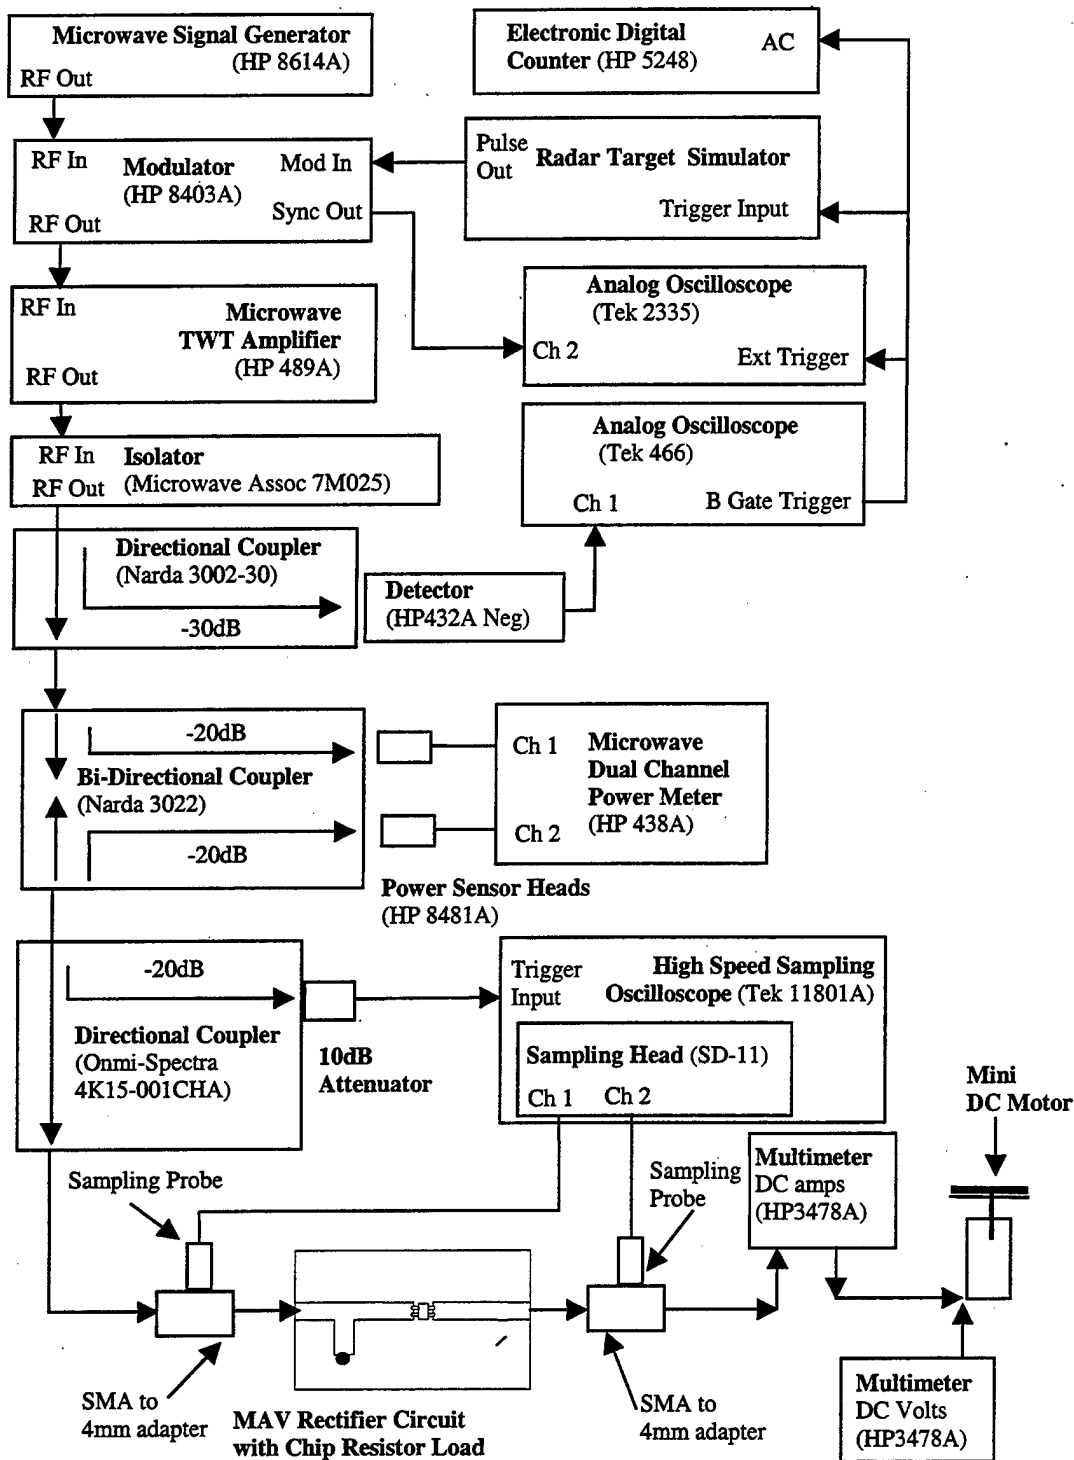 Microwave Signal Generator
(HP 8614A)
RF Out
Electronic Digital
Counter (HP 5248)
AC
RF In
Modulator
(HP 8403A)
Mod In
Sync Out
RF Out
Pulse
Out
Radar Target Simulator
Trigger Input
RF In
Microwave
TWT Amplifier
(HP 489A)
RF Out
Analog Oscilloscope
(Tek 2335)
Ch 2
Ext Trigger
RF In
Isolator
RF Out
(Microwave Assoc 7M025)
Analog Oscilloscope
(Tek 466)
Ch 1
B Gate Trigger
Directional Coupler
(Narda 3002-30)
-30dB
Detector
(HP432A Neg)
-20dB
Bi-Directional Coupler
(Narda 3022)
-20dB
Ch 1
Microwave
Dual Channel
Power Meter
(HP 438A)
Ch 2
Power Sensor Heads
(HP 8481A)
-20dB
Directional Coupler
(Onmi-Spectra
4K15-001CHA)
10dB
Attenuator
Trigger
Input
High Speed Sampling
Oscilloscope (Tek 11801A)
Sampling Head (SD-11)
Ch 1
Ch 2
Mini
DC Motor
Sampling Probe
Sampling
Probe
Multimeter
DC amps
(HP3478A)
SMA to
4mm adapter
MAV Rectifier Circuit
with Chip Resistor Load
SMA to
4mm adapter
Multimeter
DC Volts
(HP3478A)